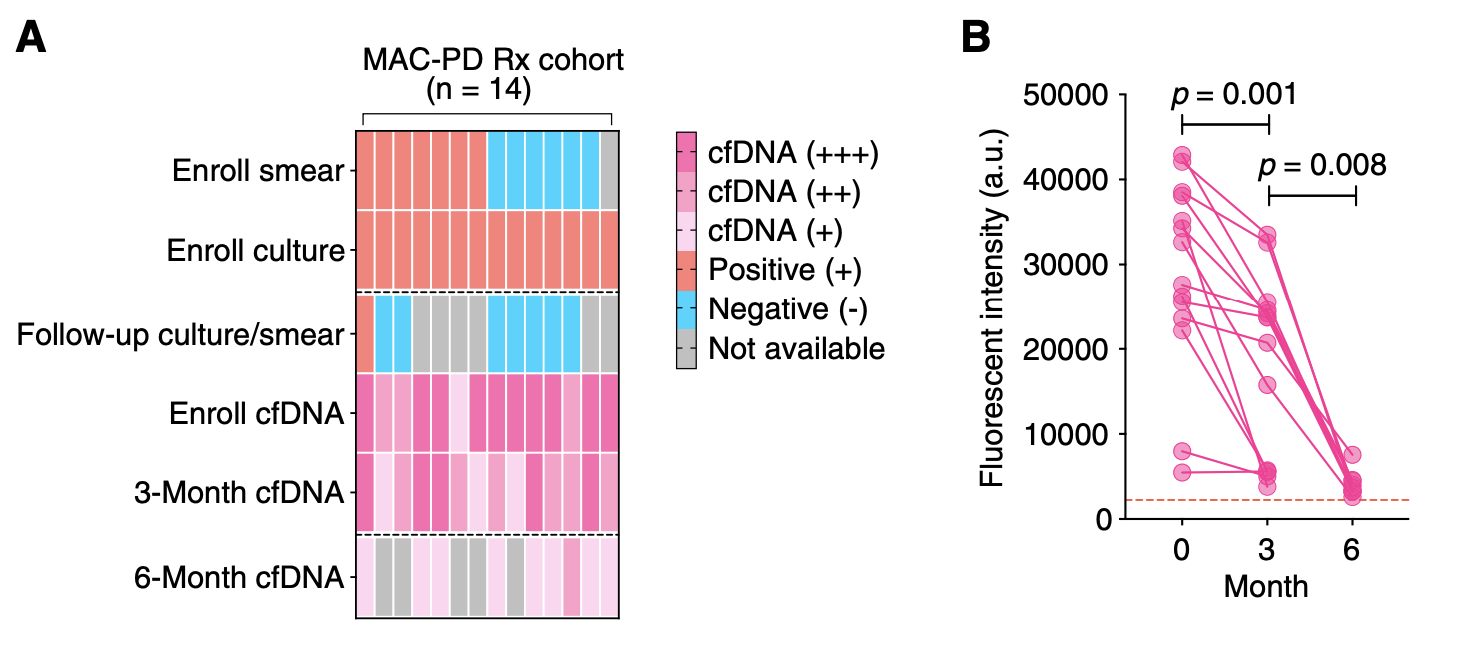 A
MAC-PD Rx cohort
(n = 14)
Enroll smear
Enroll culture
Follow-up culture/smear
Enroll cfDNA
3-Month cfDNA
6-Month cfDNA
cfDNA (+++)
cfDNA (++)
cfDNA (+)
Positive (+)
Negative (-)
Not available
B
p = 0.001
p = 0.008
Fluorescent intensity (a.u.)
50000
40000
30000
20000
10000
0
0 3 6
Month